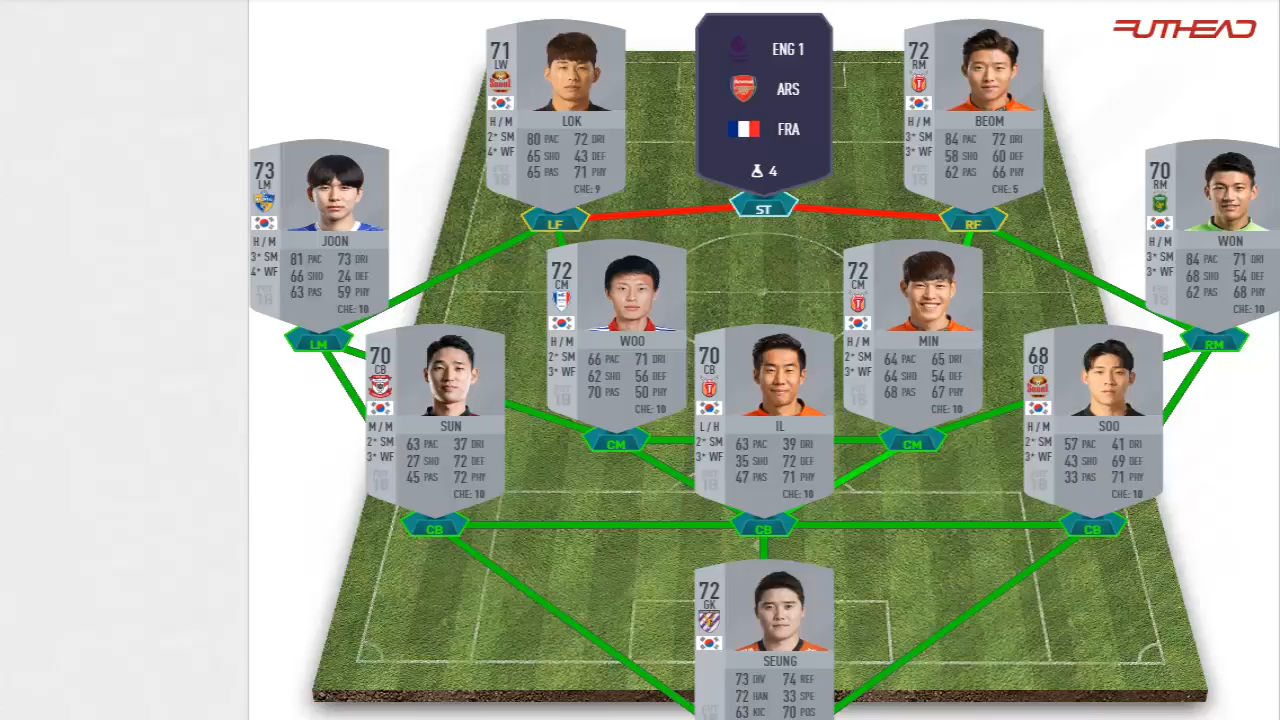 FUTHEAD
71
LW
H / M
2* SM
4* WF
LOK
80 PAC 72 DRI
65 SHO 43 DEF
65 PAS 71 PHY
CHE: 9
LF
ENG 1
ARS
FRA
4
ST
72
RM
H / M
3* SM
3* WF
BEOM
84 PAC 72 DRI
58 SHO 60 DEF
62 PAS 66 PHY
CHE: 5
RF
73
LM
H / M
3* SM
4* WF
JOON
81 PAC 73 DRI
66 SHO 24 DEF
63 PAS 59 PHY
CHE: 10
LM
72
CM
H / M
2* SM
3* WF
WOO
66 PAC 71 DRI
62 SHO 56 DEF
70 PAS 50 PHY
CHE: 10
CM
72
CM
H / M
2* SM
3* WF
MIN
64 PAC 65 DRI
64 SHO 54 DEF
68 PAS 67 PHY
CHE: 10
CM
70
RM
H / M
3* SM
3* WF
WON
84 PAC 71 DRI
68 SHO 54 DEF
62 PAS 68 PHY
CHE: 10
RM
70
CB
M / M
2* SM
3* WF
SUN
63 PAC 37 DRI
27 SHO 72 DEF
45 PAS 72 PHY
CHE: 10
CB
70
CB
L / H
2* SM
3* WF
IL
63 PAC 39 DRI
35 SHO 72 DEF
47 PAS 71 PHY
CHE: 10
CB
68
CB
H / M
2* SM
3* WF
SOO
57 PAC 41 DRI
43 SHO 69 DEF
33 PAS 71 PHY
CHE: 10
CB
72
GK
SEUNG
73 DIV 74 REF
72 HAN 33 SPE
63 KIC 70 POS